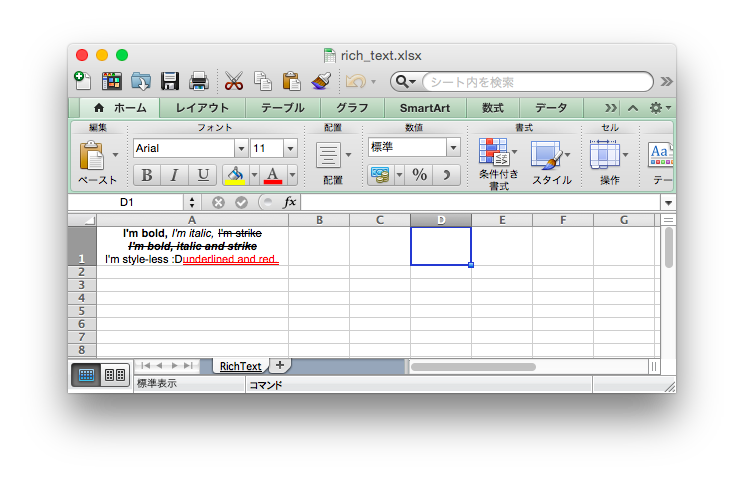 rich_text.xlsx
シート内を検索
ホーム レイアウト テーブル グラフ SmartArt 数式 データ
編集 フォント 配置 数値 書式 セル
Arial 11 標準
ペースト B I U A 配置 % 条件付き書式 スタイル 操作 Aa テー
D1 fx
A B C D E F G
I'm bold, I'm italic, I'm strike
I'm bold, italic and strike
1 I'm style-less :Dunderlined and red
2
3
4
5
6
7
8
RichText
標準表示 コマンド